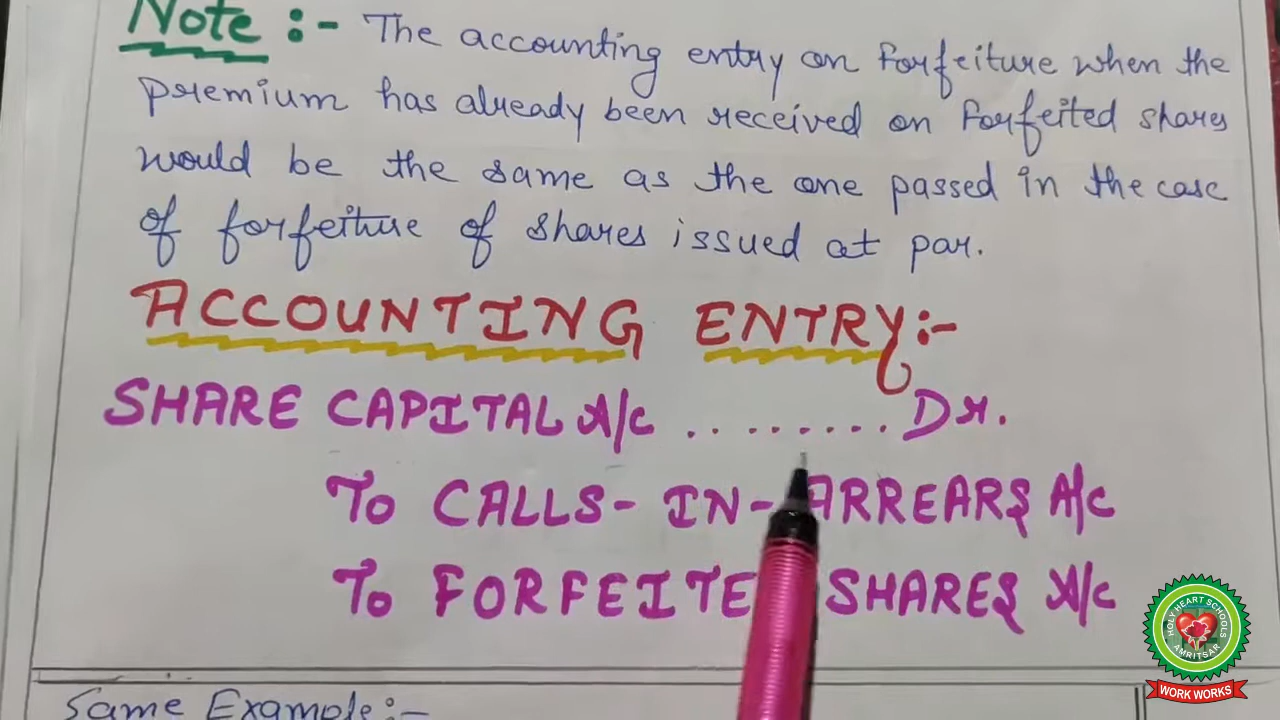 Note :- The accounting entry on Forfeiture when the
premium has already been received on Forfeited shares
would be the same as the one passed in the case
of forfeiture of shares issued at par.
ACCOUNTING ENTRY:-
SHARE CAPITAL A/c ........ Dr.
To CALLS-IN-ARREARS A/c
To FORFEITE SHARES A/c
Same Example:-
HOLY HEART SCHOOLS
AMRITSAR
WORK WORKS